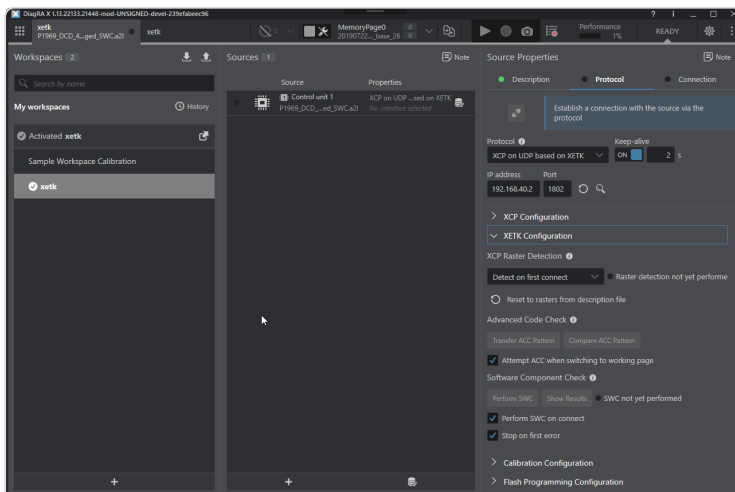 DiagRA X 1.13.22133.21448-mod-UNSIGNED-devel-239efabeec96
xetk
P1969_DCD_4...ged_SWC.a2l
xetk
0
MemoryPage0
20190722..._base_26
0
0
Performance
1%
READY
Workspaces 2
Search by name
My workspaces
History
Activated xetk
Sample Workspace Calibration
xetk
Sources 1
Note
Source
Properties
1 Control unit 1
P1969_DCD_...ed_SWC.a2l
XCP on UDP ...sed on XETK
No interface selected
Source Properties
Note
Description
Protocol
Connection
Establish a connection with the source via the
protocol
Protocol
Keep-alive
XCP on UDP based on XETK
ON
2
s
IP address
Port
192.168.40.2
1802
XCP Configuration
XETK Configuration
XCP Raster Detection
Detect on first connect
Raster detection not yet performe
Reset to rasters from description file
Advanced Code Check
Transfer ACC Pattern
Compare ACC Pattern
Attempt ACC when switching to working page
Software Component Check
Perform SWC
Show Results
SWC not yet performed
Perform SWC on connect
Stop on first error
Calibration Configuration
Flash Programming Configuration